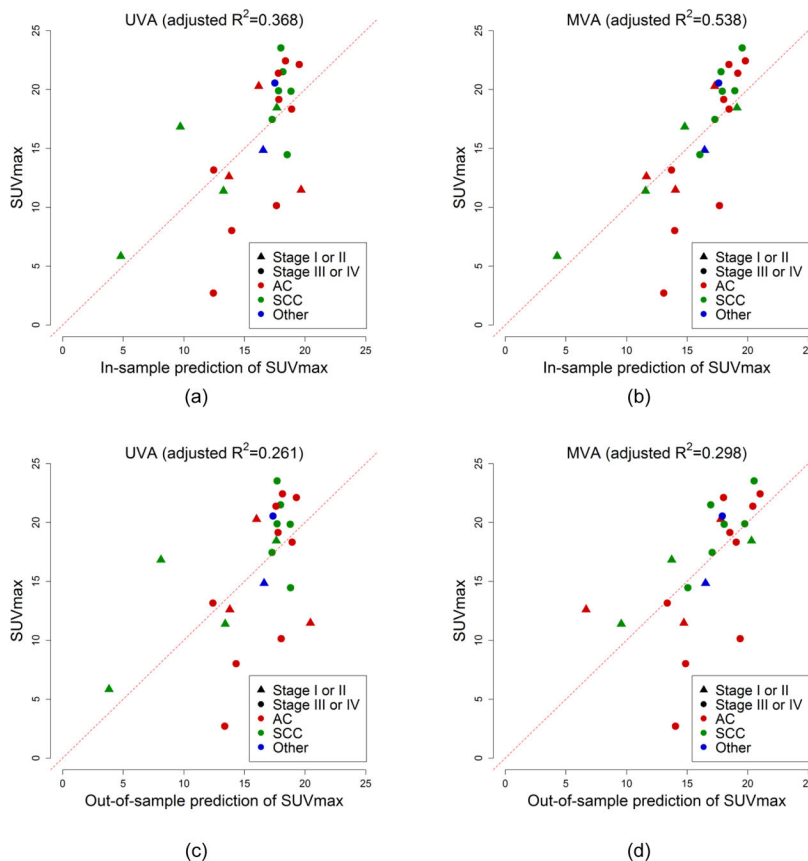 UVA (adjusted R²=0.368)
SUVmax
25
20
15
10
5
0
Stage I or II
Stage III or IV
AC
SCC
Other
0 5 10 15 20 25
In-sample prediction of SUVmax
(a)
MVA (adjusted R²=0.538)
SUVmax
25
20
15
10
5
0
Stage I or II
Stage III or IV
AC
SCC
Other
0 5 10 15 20
In-sample prediction of SUVmax
(b)
UVA (adjusted R²=0.261)
SUVmax
25
20
15
10
5
0
Stage I or II
Stage III or IV
AC
SCC
Other
0 5 10 15 20 25
Out-of-sample prediction of SUVmax
(c)
MVA (adjusted R²=0.298)
SUVmax
25
20
15
10
5
0
Stage I or II
Stage III or IV
AC
SCC
Other
0 5 10 15 20
Out-of-sample prediction of SUVmax
(d)